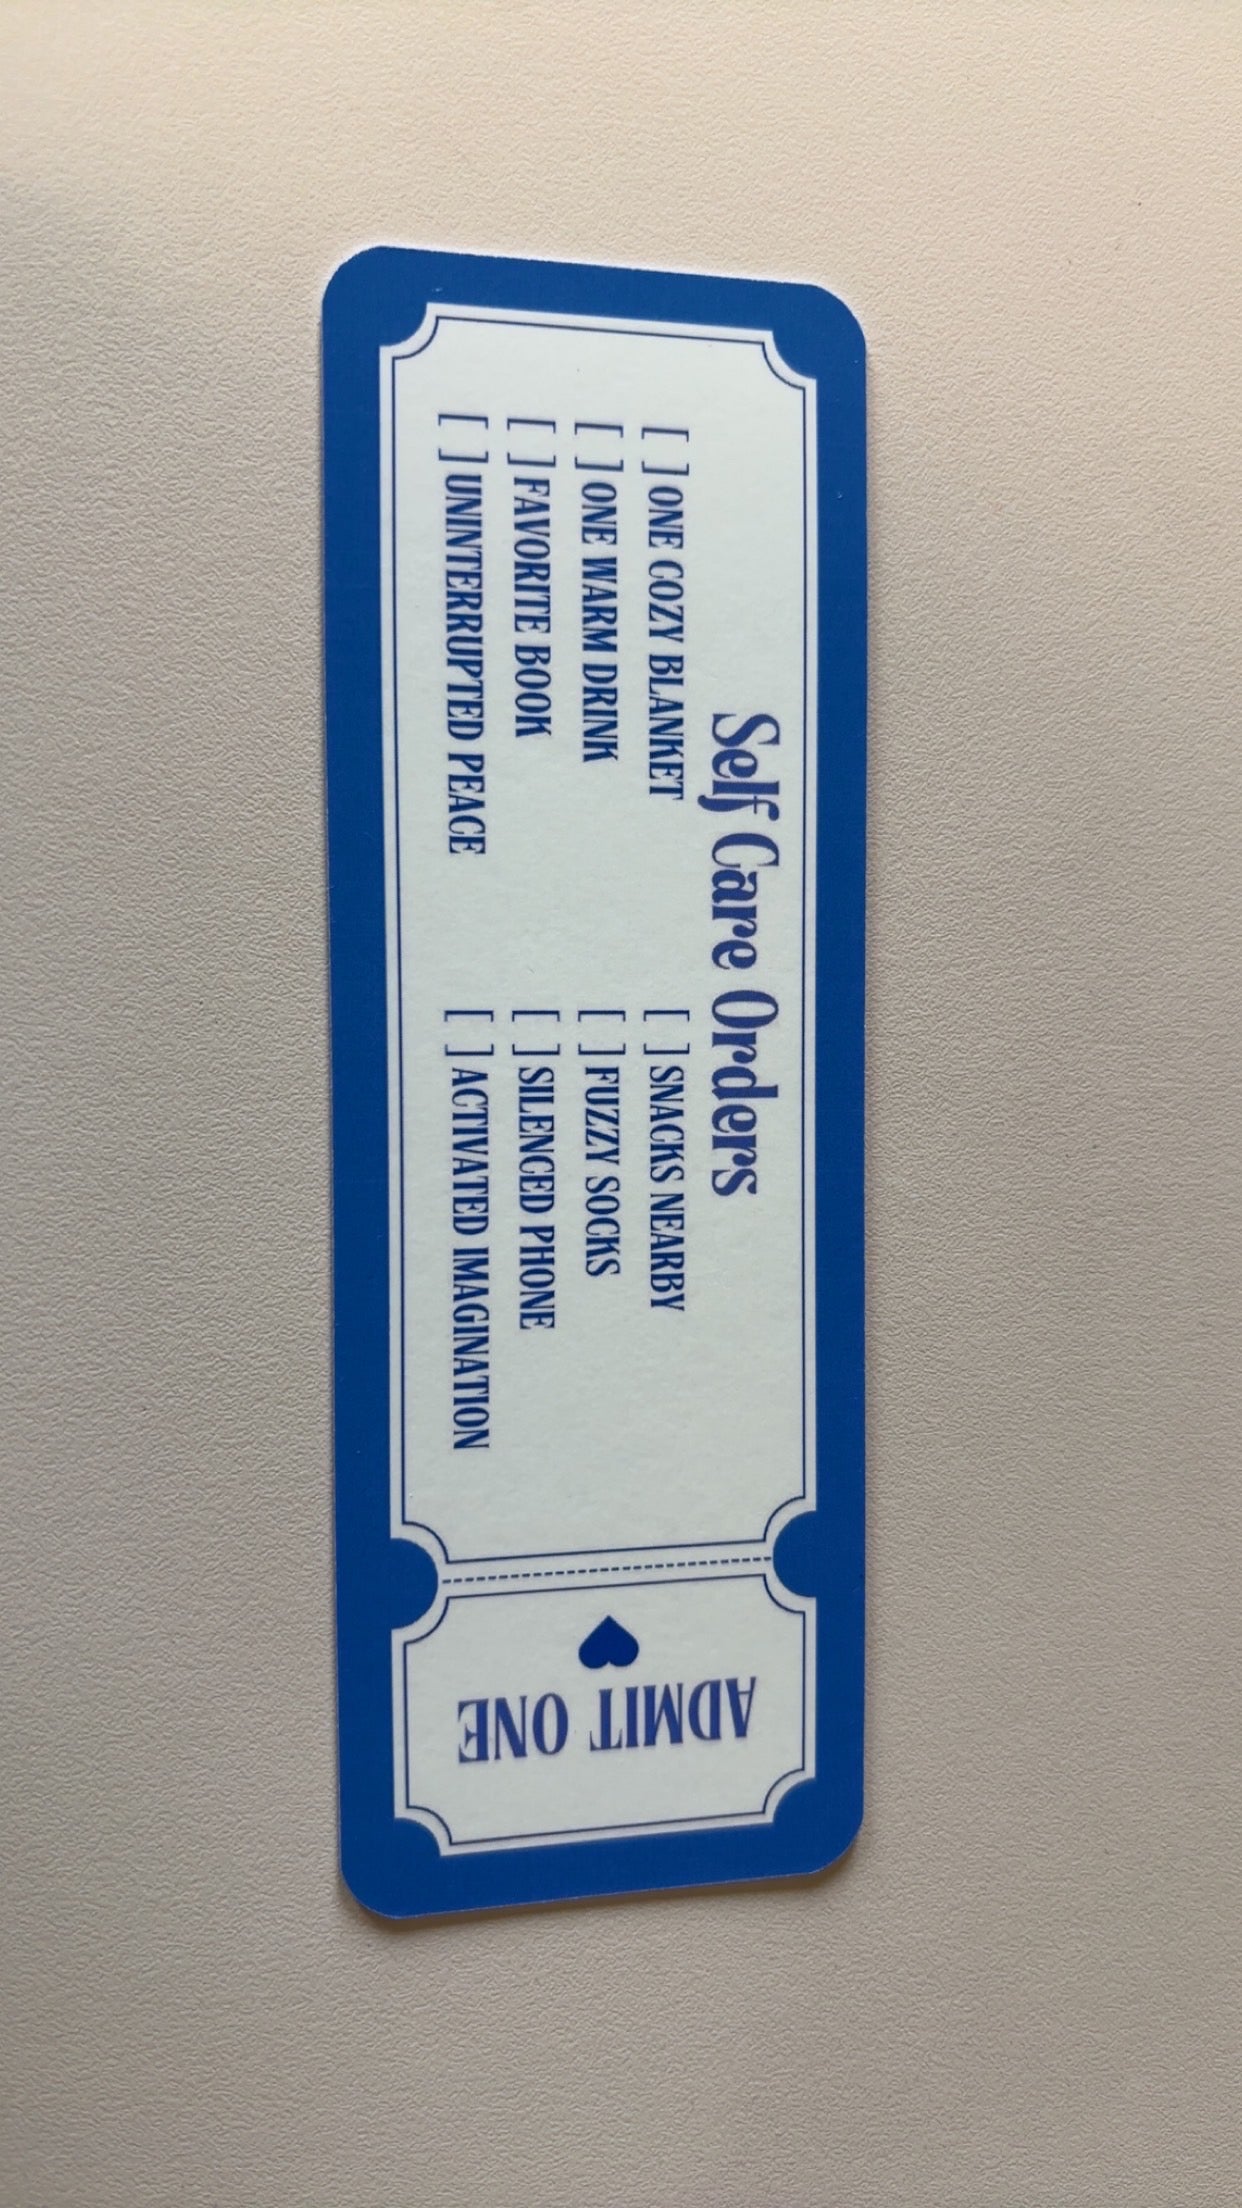 Self Care Orders
[ ] ONE COZY BLANKET
[ ] ONE WARM DRINK
[ ] FAVORITE BOOK
[ ] UNINTERRUPTED PEACE
[ ] SNACKS NEARBY
[ ] FUZZY SOCKS
[ ] SILENCED PHONE
[ ] ACTIVATED IMAGINATION
ADMIT ONE